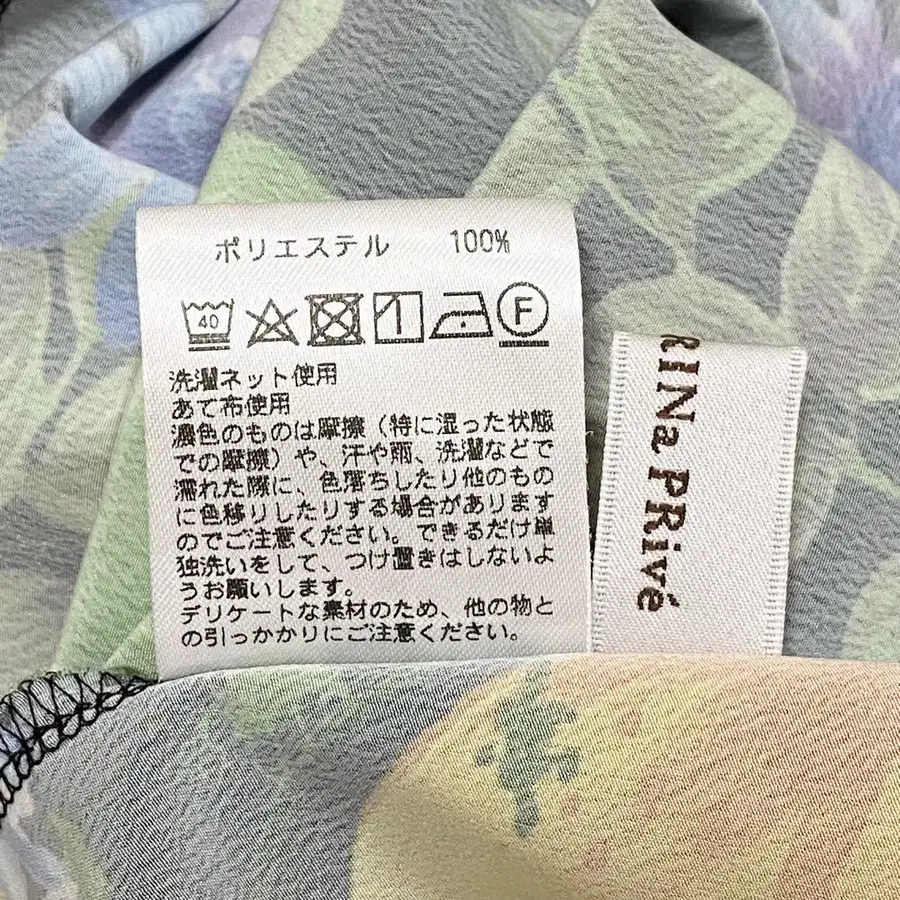 ポリエステル 100%
40 F
洗濯ネット使用
あて布使用
濃色のものは摩擦(特に湿った状態
での摩擦)や、汗や雨、洗濯などで
濡れた際に、色落ちしたり他のもの
に色移りしたりする場合があります
のでご注意ください。できるだけ単
独洗いをして、つけ置きはしないよ
うお願いします。
デリケートな素材のため、他の物と
の引っかかりにご注意ください。
RINa PRivé